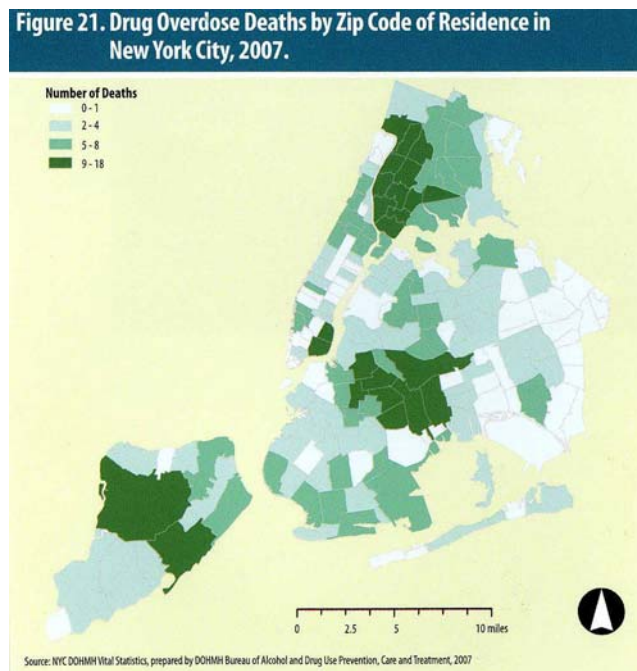 Figure 21. Drug Overdose Deaths by Zip Code of Residence in
New York City, 2007.
Number of Deaths
0 - 1
2 - 4
5 - 8
9 - 18
0 2.5 5 10 miles
Source: NYC DOHMH Vital Statistics, prepared by DOHMH Bureau of Alcohol and Drug Use Prevention, Care and Treatment, 2007